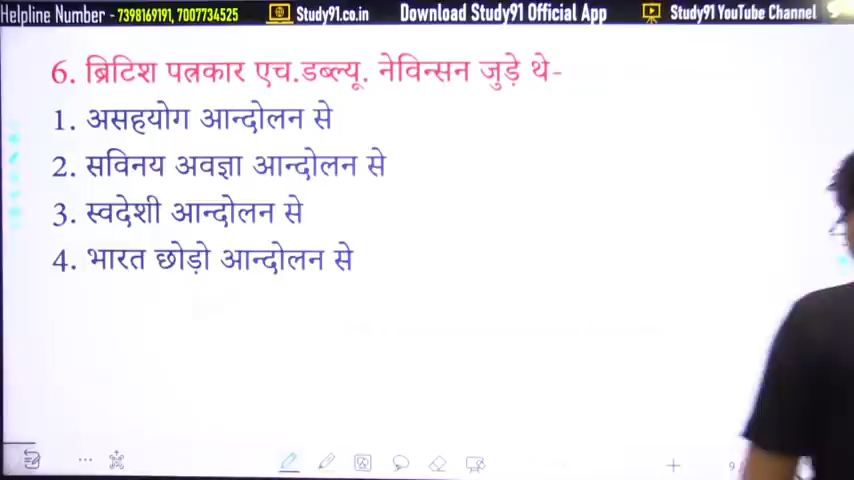 Helpline Number - 7398169191, 7007734525 Study91.co.in Download Study91 Official App Study91 YouTube Channel
6. ब्रिटिश पत्रकार एच.डब्ल्यू. नेविन्सन जुड़े थे-
1. असहयोग आन्दोलन से
2. सविनय अवज्ञा आन्दोलन से
3. स्वदेशी आन्दोलन से
4. भारत छोड़ो आन्दोलन से
9